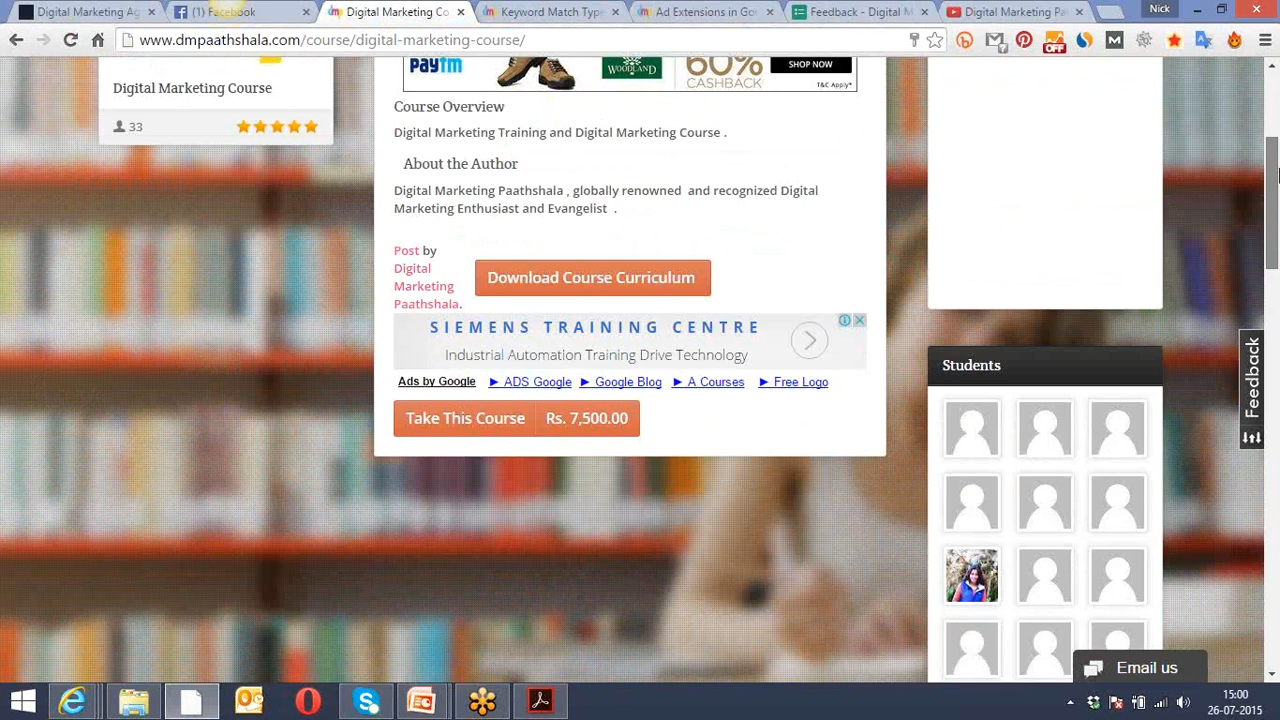 Digital Marketing Ag
(1) Facebook
Digital Marketing Co
Keyword Match Type
Ad Extensions in Go
Feedback - Digital M
Digital Marketing Pa
Nick
www.dmpaathshala.com/course/digital-marketing-course/
OFF
Digital Marketing Course
33
paytm
WOODLAND
60%
CASHBACK
SHOP NOW
T&C Apply*
Course Overview
Digital Marketing Training and Digital Marketing Course .
About the Author
Digital Marketing Paathshala , globally renowned and recognized Digital
Marketing Enthusiast and Evangelist .
Post by
Digital
Marketing
Paathshala.
Download Course Curriculum
SIEMENS TRAINING CENTRE
Industrial Automation Training Drive Technology
Ads by Google
► ADS Google
► Google Blog
► A Courses
► Free Logo
Take This Course
Rs. 7,500.00
Students
Feedback
Email us
15:00
26-07-2015